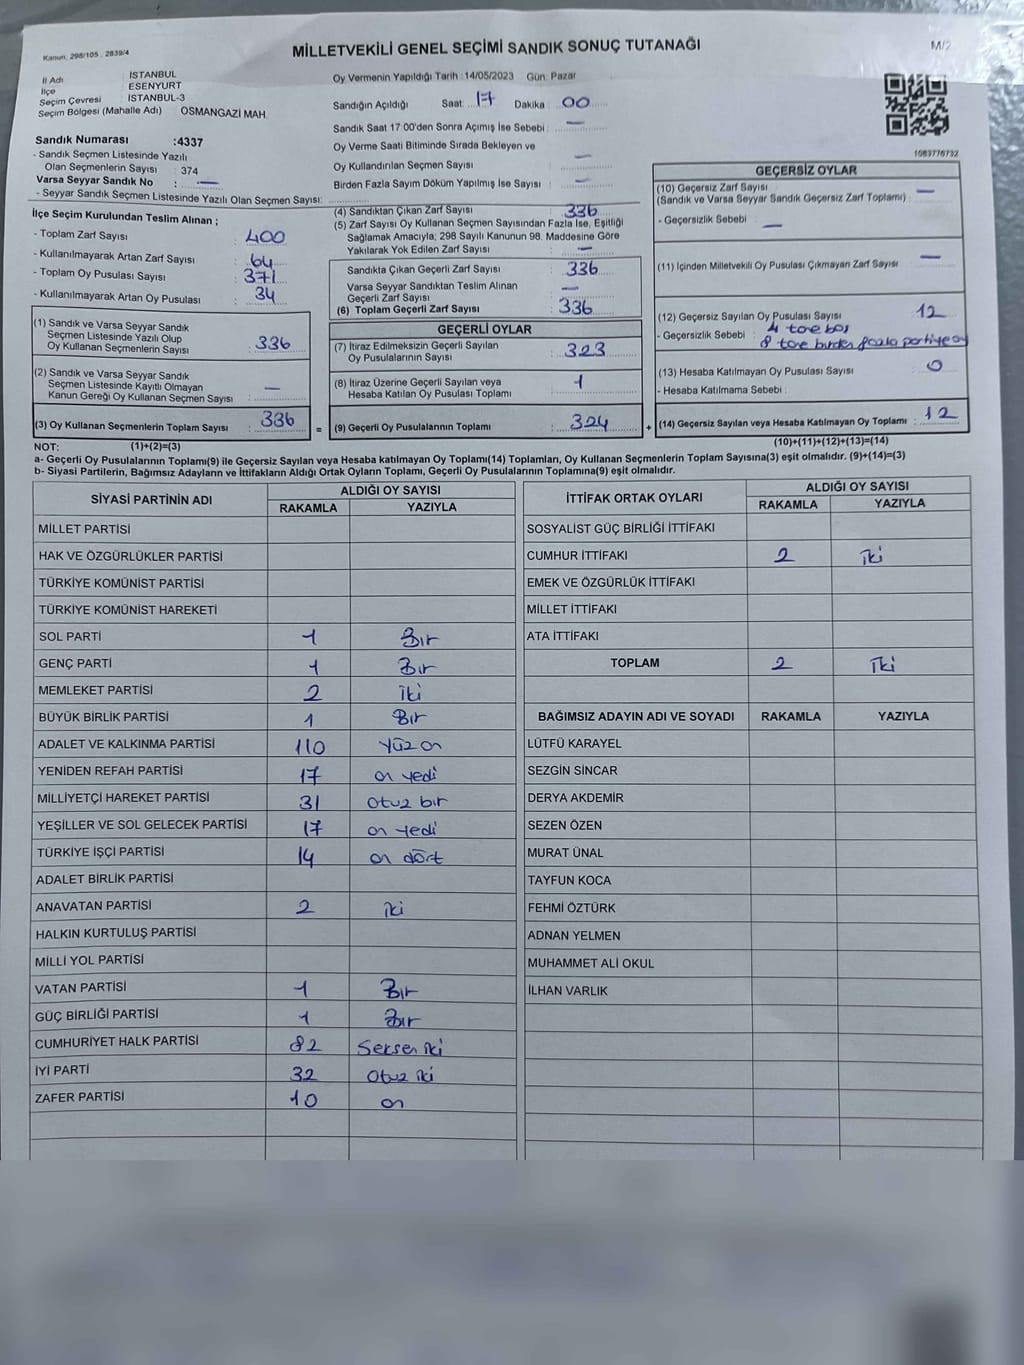 Kanun: 298/105 , 2839/4
MİLLETVEKİLİ GENEL SEÇİMİ SANDIK SONUÇ TUTANAĞI
M/2
İl Adı İSTANBUL
İlçe ESENYURT
Seçim Çevresi İSTANBUL-3
Seçim Bölgesi (Mahalle Adı) OSMANGAZİ MAH.
Oy Vermenin Yapıldığı Tarih :14/05/2023 Gün: Pazar
Sandığın Açıldığı Saat 17 Dakika 00
Sandık Saat 17:00'den Sonra Açımış İse Sebebi : —
Oy Verme Saati Bitiminde Sırada Bekleyen ve
Oy Kullandırılan Seçmen Sayısı —
Birden Fazla Sayım Döküm Yapılmış İse Sayısı : —
1083776732
Sandık Numarası :4337
- Sandık Seçmen Listesinde Yazılı
Olan Seçmenlerin Sayısı : 374
Varsa Seyyar Sandık No : —
- Seyyar Sandık Seçmen Listesinde Yazılı Olan Seçmen Sayısı:
İlçe Seçim Kurulundan Teslim Alınan ;
- Toplam Zarf Sayısı : 400
- Kullanılmayarak Artan Zarf Sayısı : 64
- Toplam Oy Pusulası Sayısı : 371
- Kullanılmayarak Artan Oy Pusulası : 34
(1) Sandık ve Varsa Seyyar Sandık
Seçmen Listesinde Yazılı Olup
Oy Kullanan Seçmenlerin Sayısı : 336
(2) Sandık ve Varsa Seyyar Sandık
Seçmen Listesinde Kayıtlı Olmayan
Kanun Gereği Oy Kullanan Seçmen Sayısı : —
(3) Oy Kullanan Seçmenlerin Toplam Sayısı : 336
(4) Sandıktan Çıkan Zarf Sayısı : 336
(5) Zarf Sayısı Oy Kullanan Seçmen Sayısından Fazla İse, Eşitliği
Sağlamak Amacıyla; 298 Sayılı Kanunun 98. Maddesine Göre
Yakılarak Yok Edilen Zarf Sayısı : —
Sandıkta Çıkan Geçerli Zarf Sayısı : 336
Varsa Seyyar Sandıktan Teslim Alınan
Geçerli Zarf Sayısı : —
(6) Toplam Geçerli Zarf Sayısı : 336
GEÇERLİ OYLAR
(7) İtiraz Edilmeksizin Geçerli Sayılan
Oy Pusulalarının Sayısı : 323
(8) İtiraz Üzerine Geçerli Sayılan veya
Hesaba Katılan Oy Pusulası Toplamı : 1
= (9) Geçerli Oy Pusulalarının Toplamı : 324 +
GEÇERSİZ OYLAR
(10) Geçersiz Zarf Sayısı : —
(Sandık ve Varsa Seyyar Sandık Geçersiz Zarf Toplamı)
- Geçersizlik Sebebi : —
(11) İçinden Milletvekili Oy Pusulası Çıkmayan Zarf Sayısı : —
(12) Geçersiz Sayılan Oy Pusulası Sayısı : 12
- Geçersizlik Sebebi : 4 tane boş
8 tane birden fazla partiye oy
(13) Hesaba Katılmayan Oy Pusulası Sayısı : 0
- Hesaba Katılmama Sebebi :
(14) Geçersiz Sayılan veya Hesaba Katılmayan Oy Toplamı : 12
NOT: (1)+(2)=(3) (10)+(11)+(12)+(13)=(14)
a- Geçerli Oy Pusulalarının Toplamı(9) ile Geçersiz Sayılan veya Hesaba katılmayan Oy Toplamı(14) Toplamları, Oy Kullanan Seçmenlerin Toplam Sayısına(3) eşit olmalıdır. (9)+(14)=(3)
b- Siyasi Partilerin, Bağımsız Adayların ve İttifakların Aldığı Ortak Oyların Toplamı, Geçerli Oy Pusulalarının Toplamına(9) eşit olmalıdır.
SİYASİ PARTİNİN ADI ALDIĞI OY SAYISI
RAKAMLA YAZIYLA
MİLLET PARTİSİ
HAK VE ÖZGÜRLÜKLER PARTİSİ
TÜRKİYE KOMÜNİST PARTİSİ
TÜRKİYE KOMÜNİST HAREKETİ
SOL PARTİ 1 Bir
GENÇ PARTİ 1 Bir
MEMLEKET PARTİSİ 2 iki
BÜYÜK BİRLİK PARTİSİ 1 Bir
ADALET VE KALKINMA PARTİSİ 110 yüz on
YENİDEN REFAH PARTİSİ 17 on yedi
MİLLİYETÇİ HAREKET PARTİSİ 31 otuz bir
YEŞİLLER VE SOL GELECEK PARTİSİ 17 on yedi
TÜRKİYE İŞÇİ PARTİSİ 14 on dört
ADALET BİRLİK PARTİSİ
ANAVATAN PARTİSİ 2 iki
HALKIN KURTULUŞ PARTİSİ
MİLLİ YOL PARTİSİ
VATAN PARTİSİ 1 Bir
GÜÇ BİRLİĞİ PARTİSİ 1 Bir
CUMHURİYET HALK PARTİSİ 82 Seksen iki
İYİ PARTİ 32 Otuz iki
ZAFER PARTİSİ 10 on
İTTİFAK ORTAK OYLARI ALDIĞI OY SAYISI
RAKAMLA YAZIYLA
SOSYALİST GÜÇ BİRLİĞİ İTTİFAKI
CUMHUR İTTİFAKI 2 iki
EMEK VE ÖZGÜRLÜK İTTİFAKI
MİLLET İTTİFAKI
ATA İTTİFAKI
TOPLAM 2 İki
BAĞIMSIZ ADAYIN ADI VE SOYADI RAKAMLA YAZIYLA
LÜTFÜ KARAYEL
SEZGİN SİNCAR
DERYA AKDEMİR
SEZEN ÖZEN
MURAT ÜNAL
TAYFUN KOCA
FEHMİ ÖZTÜRK
ADNAN YELMEN
MUHAMMET ALİ OKUL
İLHAN VARLIK